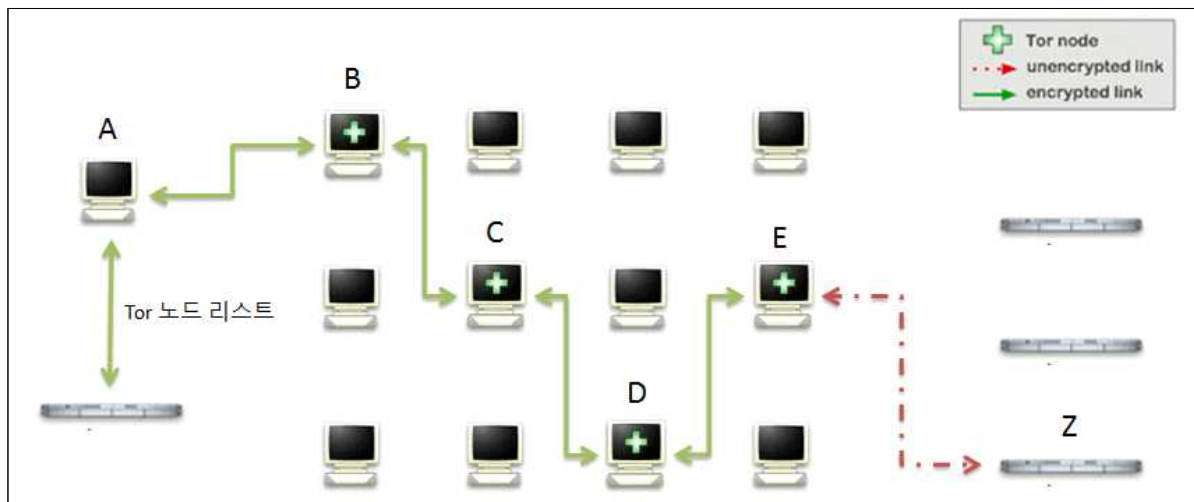 Tor node
unencrypted link
encrypted link
A
B
C
E
Tor 노드 리스트
D
Z